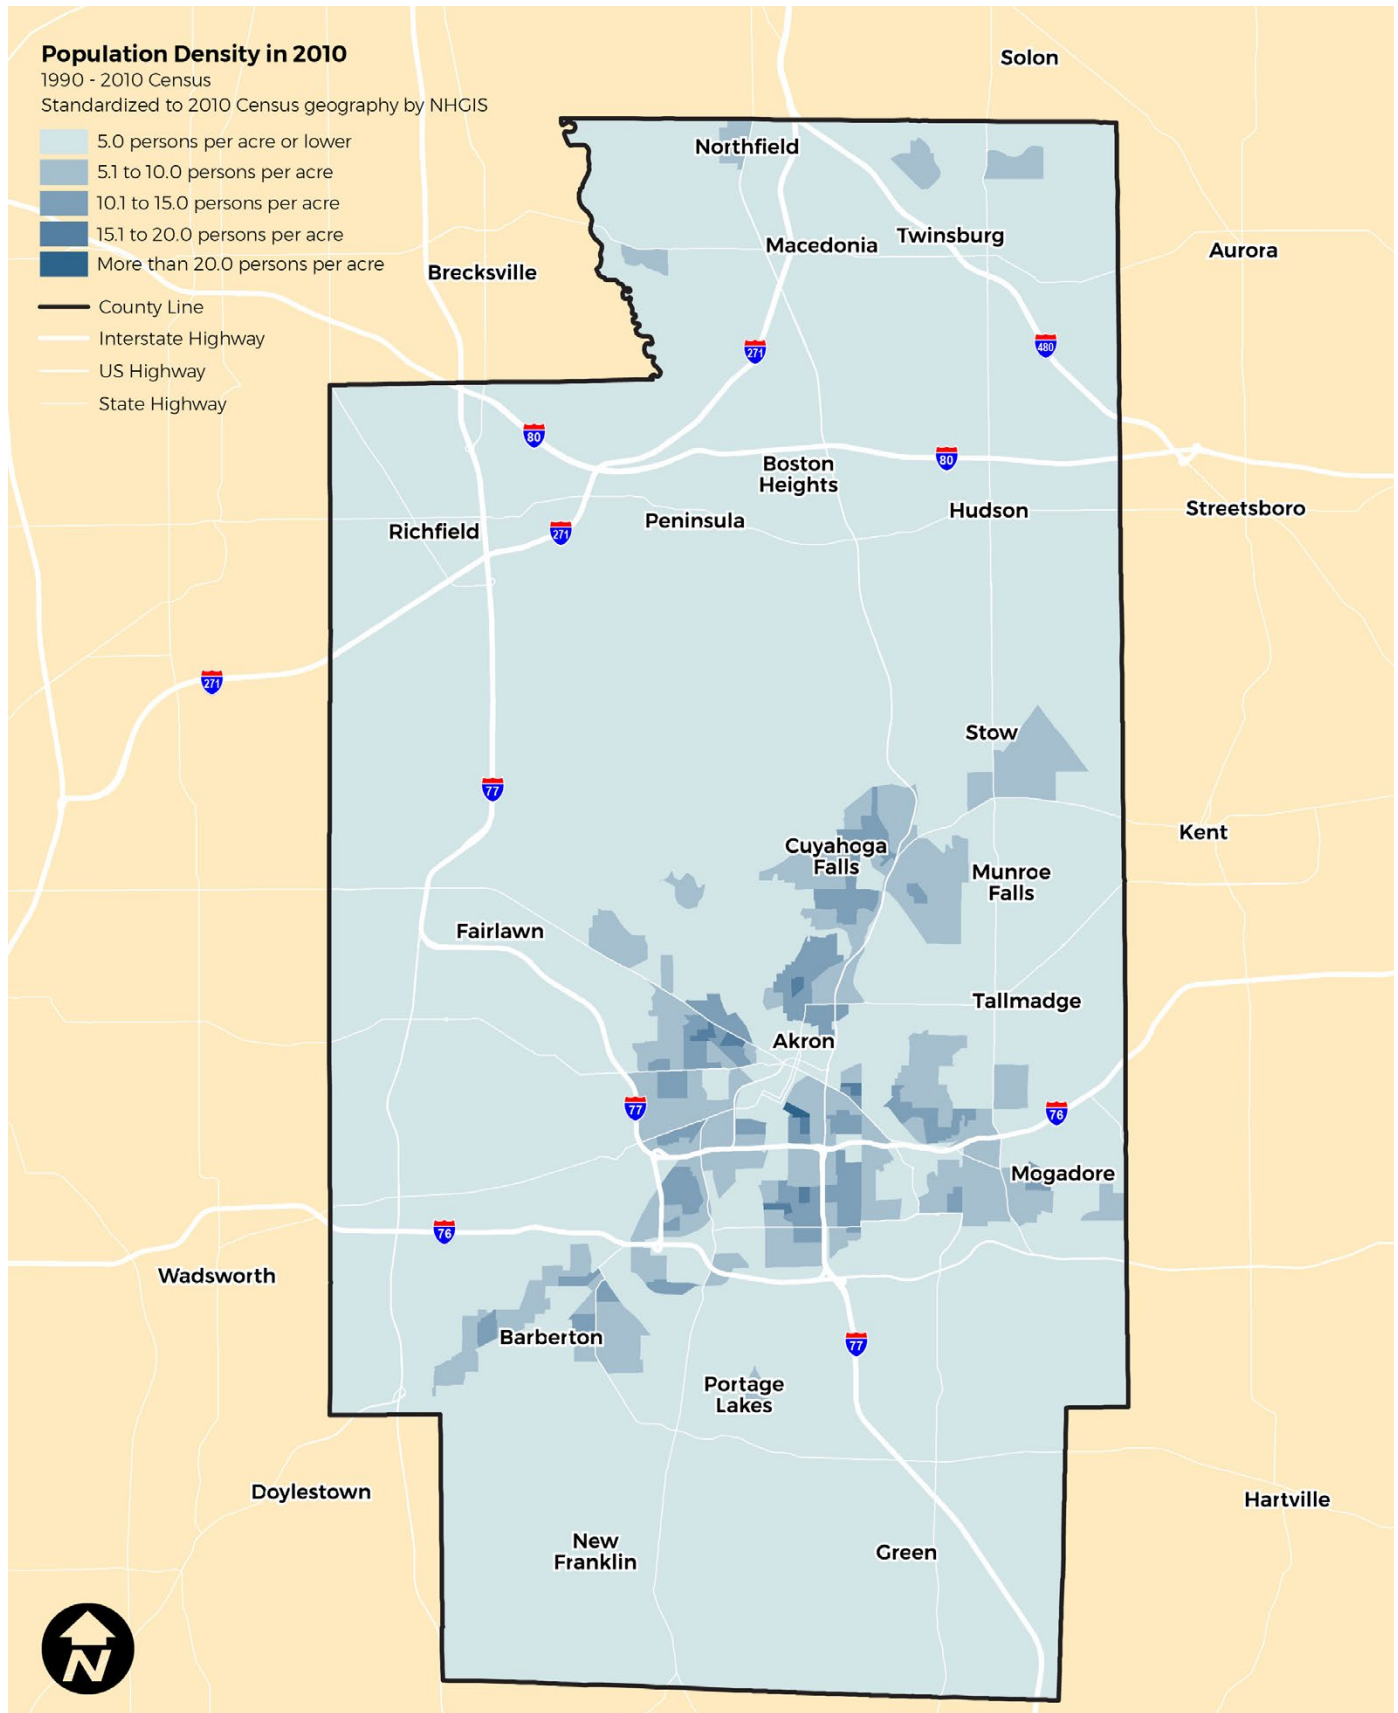 Population Density in 2010
1990 - 2010 Census
Standardized to 2010 Census geography by NHGIS
5.0 persons per acre or lower
5.1 to 10.0 persons per acre
10.1 to 15.0 persons per acre
15.1 to 20.0 persons per acre
More than 20.0 persons per acre
County Line
Interstate Highway
US Highway
State Highway
Solon
Northfield
Twinsburg
Macedonia
Aurora
Brecksville
271
480
80
80
Boston
Heights
Streetsboro
Hudson
Peninsula
Richfield
271
271
Stow
77
Kent
Cuyahoga
Falls
Munroe
Falls
Fairlawn
Tallmadge
Akron
77
76
Mogadore
76
Wadsworth
Barberton
77
Portage
Lakes
Doylestown
Hartville
New
Franklin
Green
N